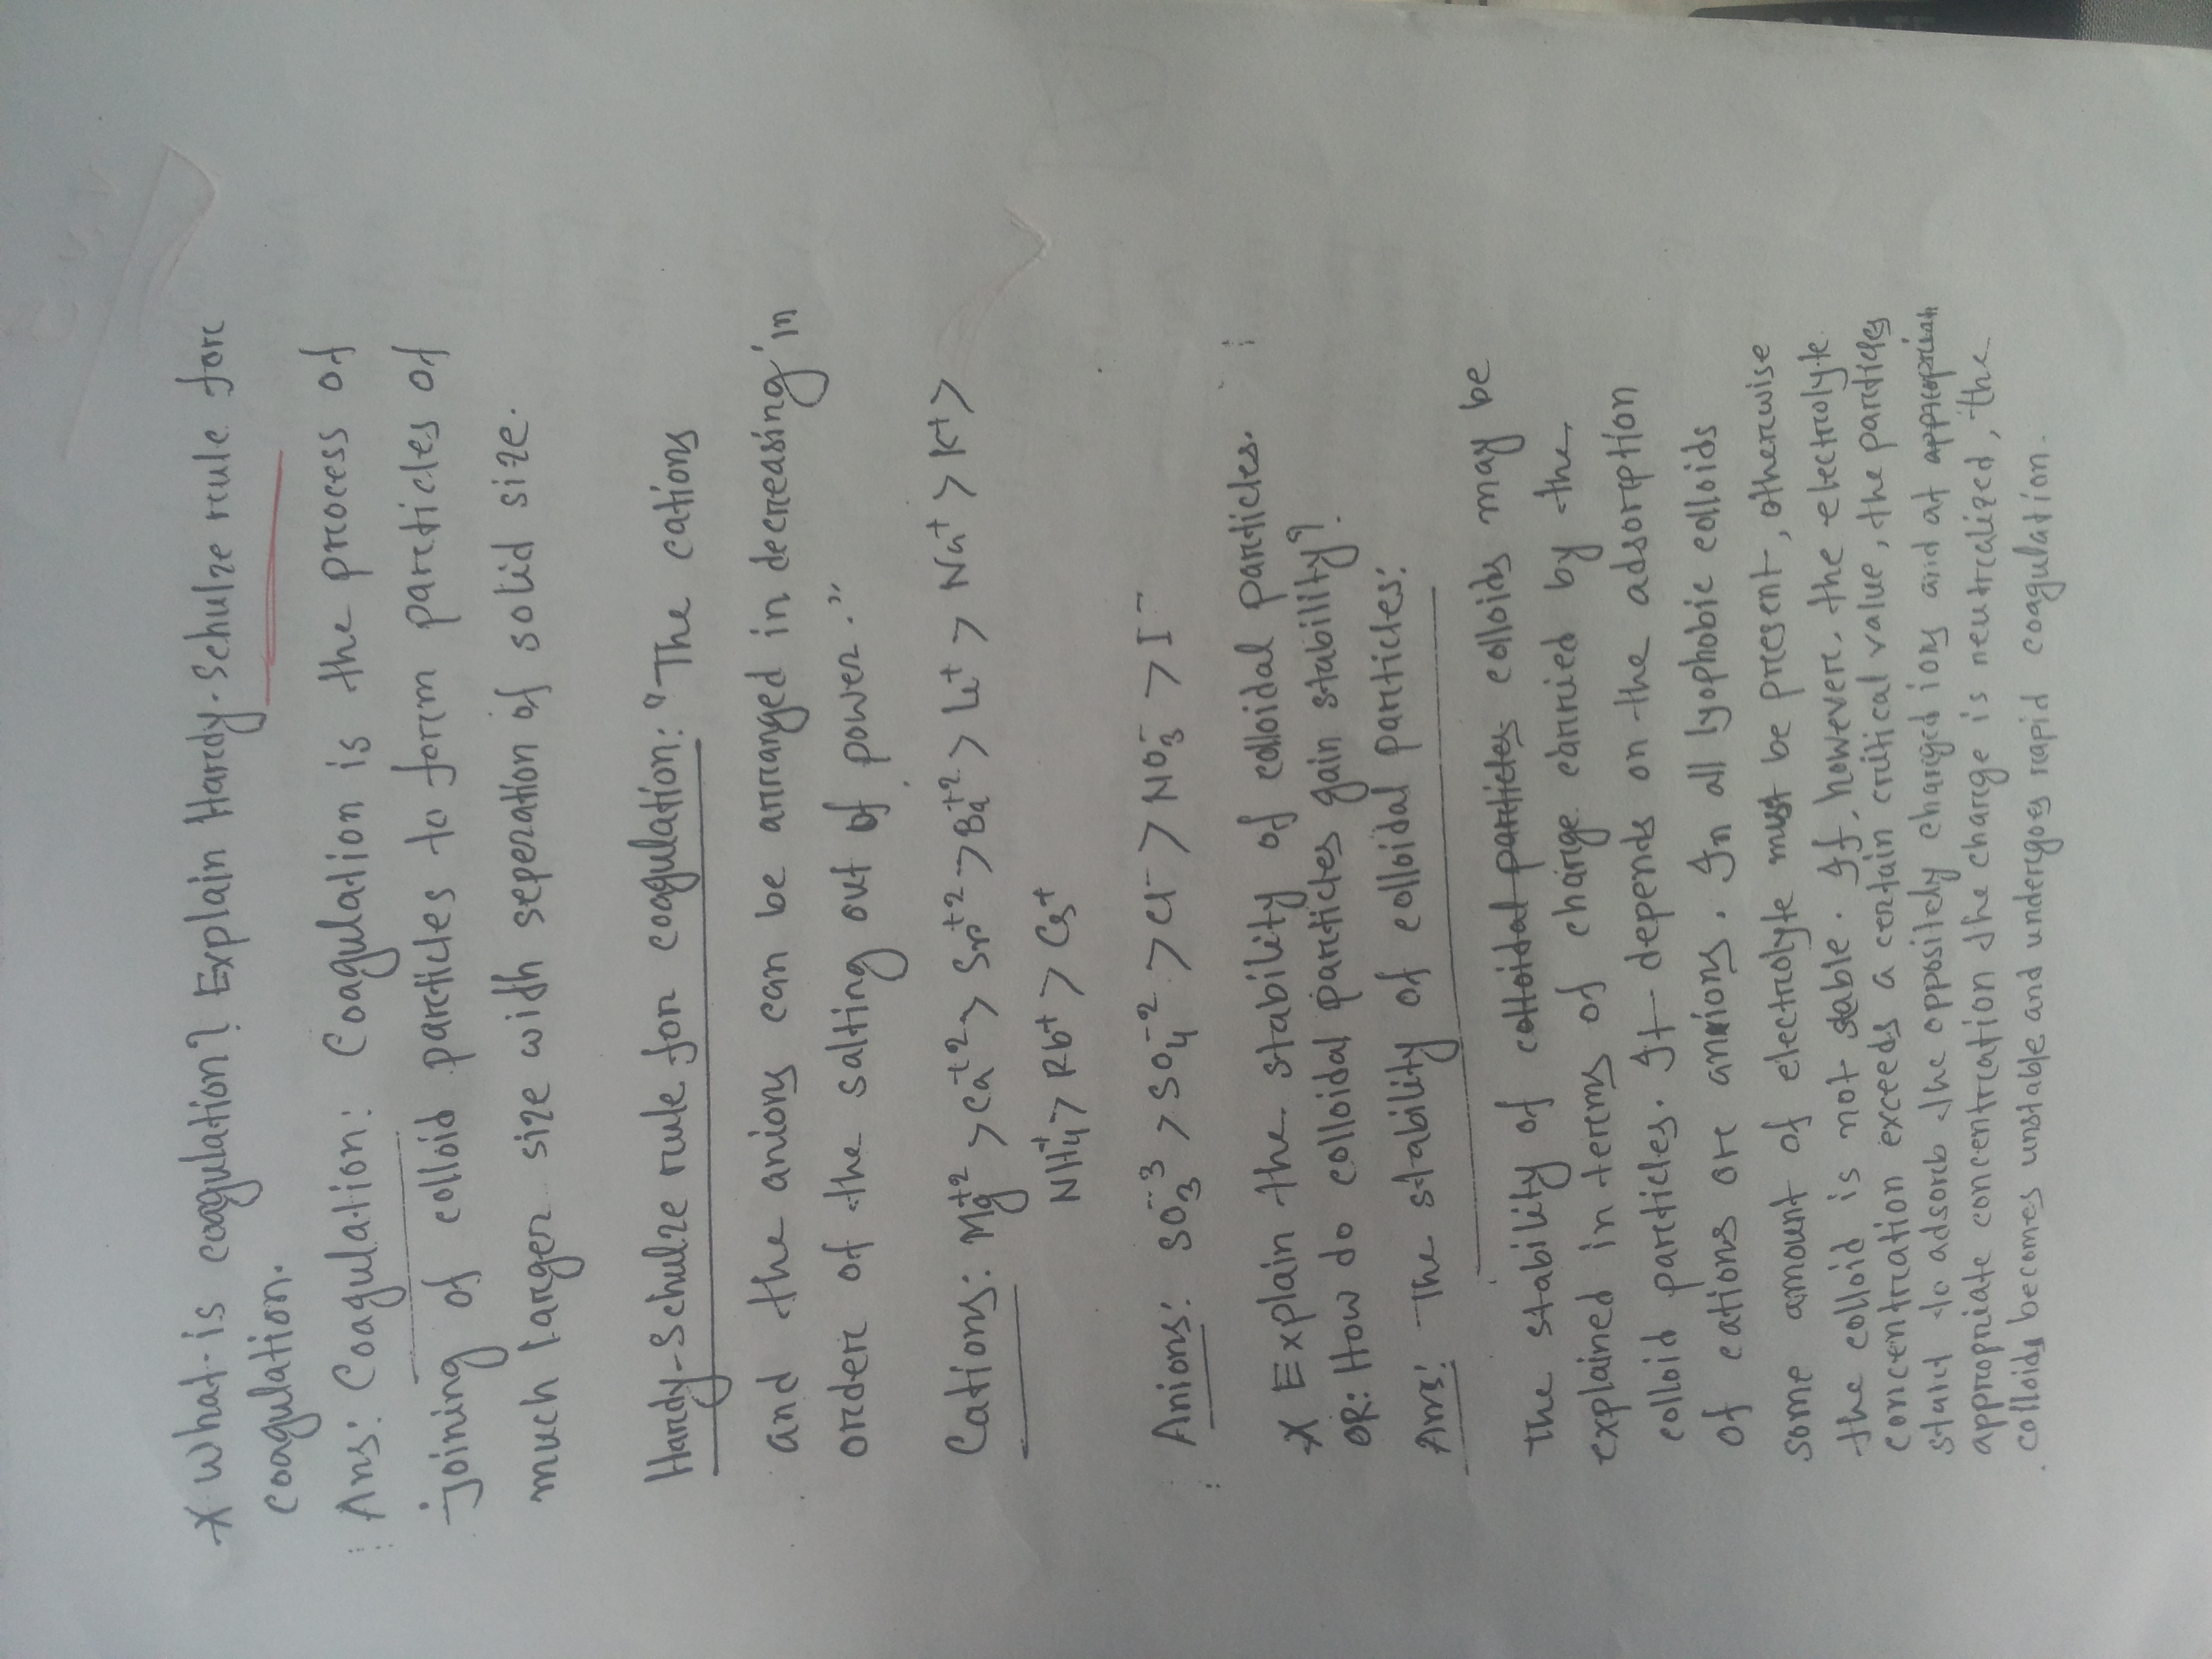 * What is coagulation? Explain Hardy-Schulze rule for
coagulation.
Ans: Coagulation: Coagulation is the process of
joining of colloid particles to form particles of
much larger size with seperation of solid size.
Hardy-Schulze rule for coagulation: "The cations
and the anions can be arranged in decreasing in
order of the salting out of power."
Cations: Mg+2 > Ca+2 > Sr+2 > Ba+2 > Li+ > Na+ > K+ >
NH4+ > Rb+ > Cs+
Anions: SO3-3 > SO4-2 > Cl- > NO3- > I-
* Explain the stability of colloidal particles.
OR: How do colloidal particles gain stability?
Ans: The stability of colloidal particles:
The stability of colloidal particles colloids may be
explained in terms of charge carried by the
colloid particles. It depends on the adsorption
of cations or anions. In all lyophobic colloids
some amount of electrolyte must be present, otherwise
the colloid is not stable. If, however, the electrolyte
concentration exceeds a certain critical value, the particles
start to adsorb the oppositely charged ions and at
appropriate concentration the charge is neutralized, the
colloids becomes unstable and undergoes rapid coagulation.